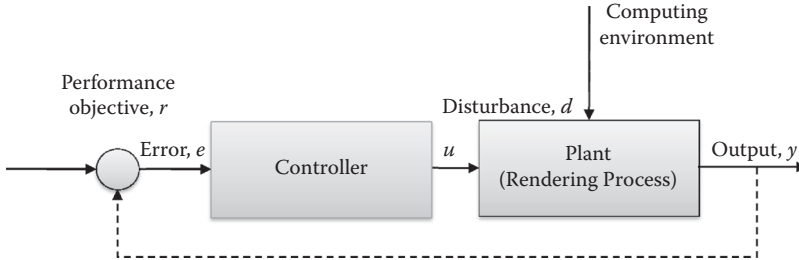 Computing
environment
Performance
objective, r
Disturbance, d
Error, e
Controller
u
Plant
(Rendering Process)
Output, y